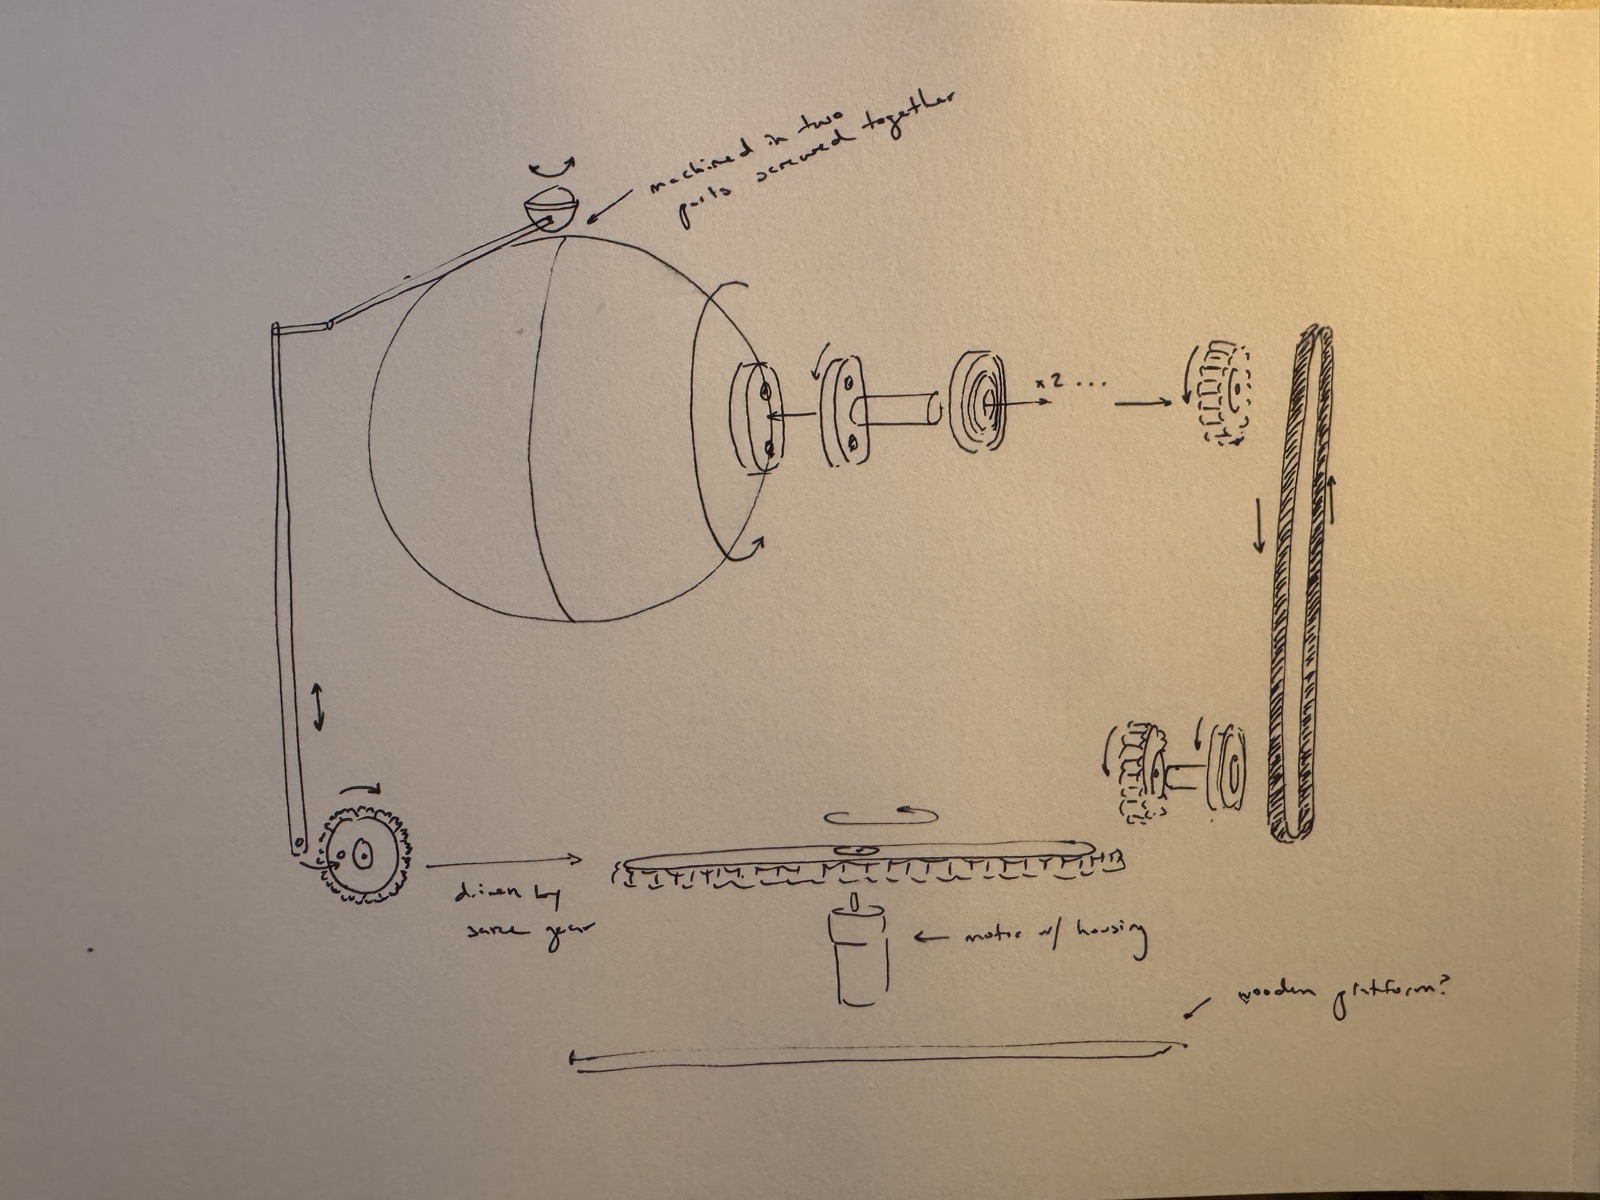 machined in two
parts screwed together
x2 ....
driven by
same gear
← motor w/ housing
wooden platform?